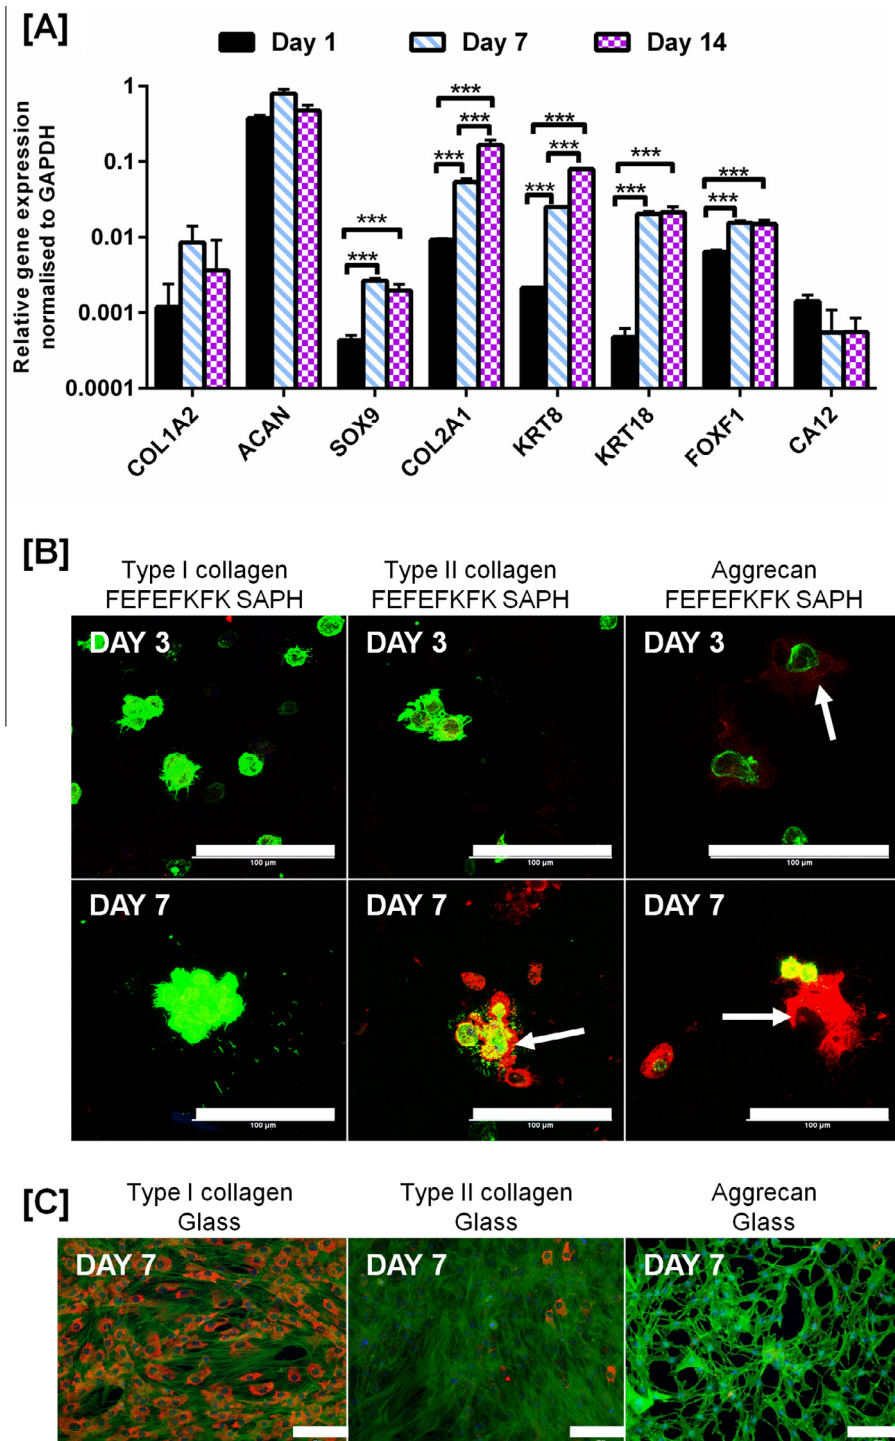 [A]
Day 1 Day 7 Day 14
Relative gene expression
normalised to GAPDH
1
0.1
0.01
0.001
0.0001
*** *** *** *** *** *** *** *** *** *** *** *** ***
COL1A2 ACAN SOX9 COL2A1 KRT8 KRT18 FOXF1 CA12
[B]
Type I collagen Type II collagen Aggrecan
FEFEFKFK SAPH FEFEFKFK SAPH FEFEFKFK SAPH
DAY 3 DAY 3 DAY 3
100 µm 100 µm 100 µm
DAY 7 DAY 7 DAY 7
100 µm 100 µm 100 µm
[C]
Type I collagen Type II collagen Aggrecan
Glass Glass Glass
DAY 7 DAY 7 DAY 7